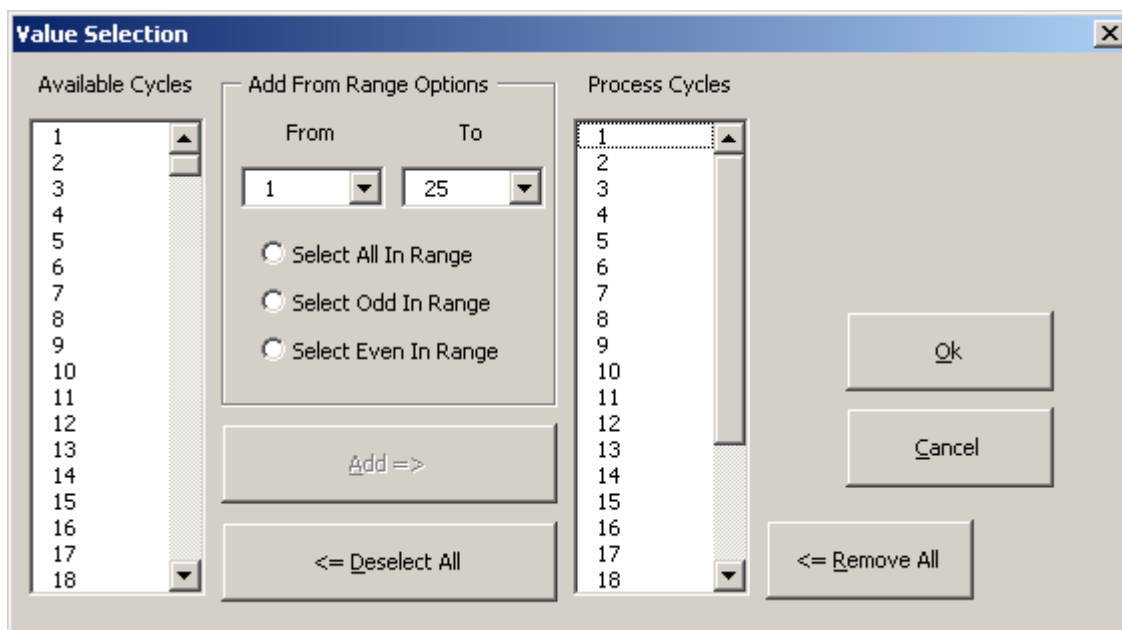 Value Selection
Available Cycles
1
2
3
4
5
6
7
8
9
10
11
12
13
14
15
16
17
18
Add From Range Options
From To
1 25
Select All In Range
Select Odd In Range
Select Even In Range
Add =>
<= Deselect All
Process Cycles
1
2
3
4
5
6
7
8
9
10
11
12
13
14
15
16
17
18
Ok
Cancel
<= Remove All